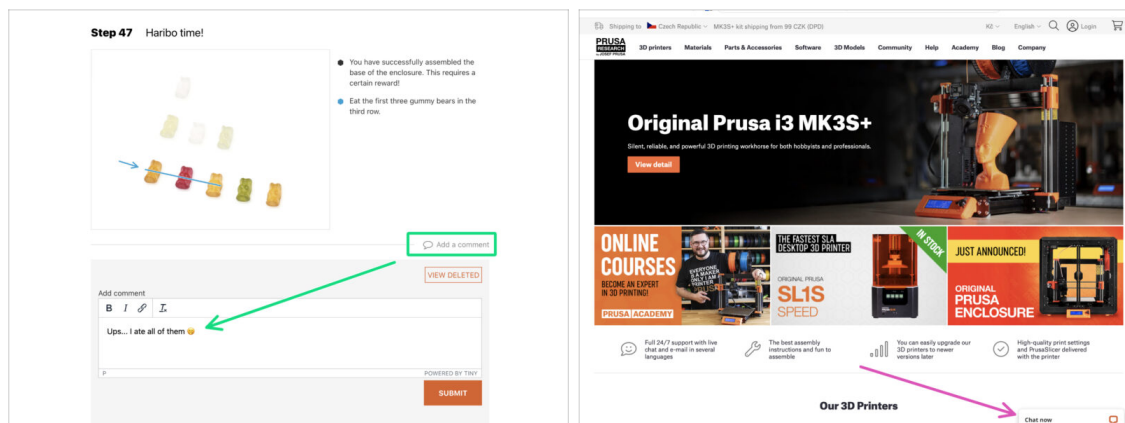 Step 47 Haribo time!
You have successfully assembled the
base of the enclosure. This requires a
certain reward!
Eat the first three gummy bears in the
third row.
Add a comment
VIEW DELETED
Add comment
B I
Ups... I ate all of them
P
POWERED BY TINY
SUBMIT
Shipping to Czech Republic MK3S+ kit shipping from 99 CZK (DPD)
Kč English Login
PRUSA
RESEARCH
by JOSEF PRUSA
3D printers Materials Parts & Accessories Software 3D Models Community Help Academy Blog Company
Original Prusa i3 MK3S+
Silent, reliable, and powerful 3D printing workhorse for both hobbyists and professionals.
View detail
ONLINE
COURSES
BECOME AN EXPERT
IN 3D PRINTING!
PRUSA ACADEMY
EVERYONE
IS A MAKER
THE FASTEST SLA
DESKTOP 3D PRINTER
IN STOCK
ORIGINAL PRUSA
SL1S
SPEED
JUST ANNOUNCED!
ORIGINAL
PRUSA
ENCLOSURE
Full 24/7 support with live
chat and e-mail in several
languages
The best assembly
instructions and fun to
assemble
You can easily upgrade our
3D printers to newer
versions later
High-quality print settings
and PrusaSlicer delivered
with the printer
Our 3D Printers
Chat now